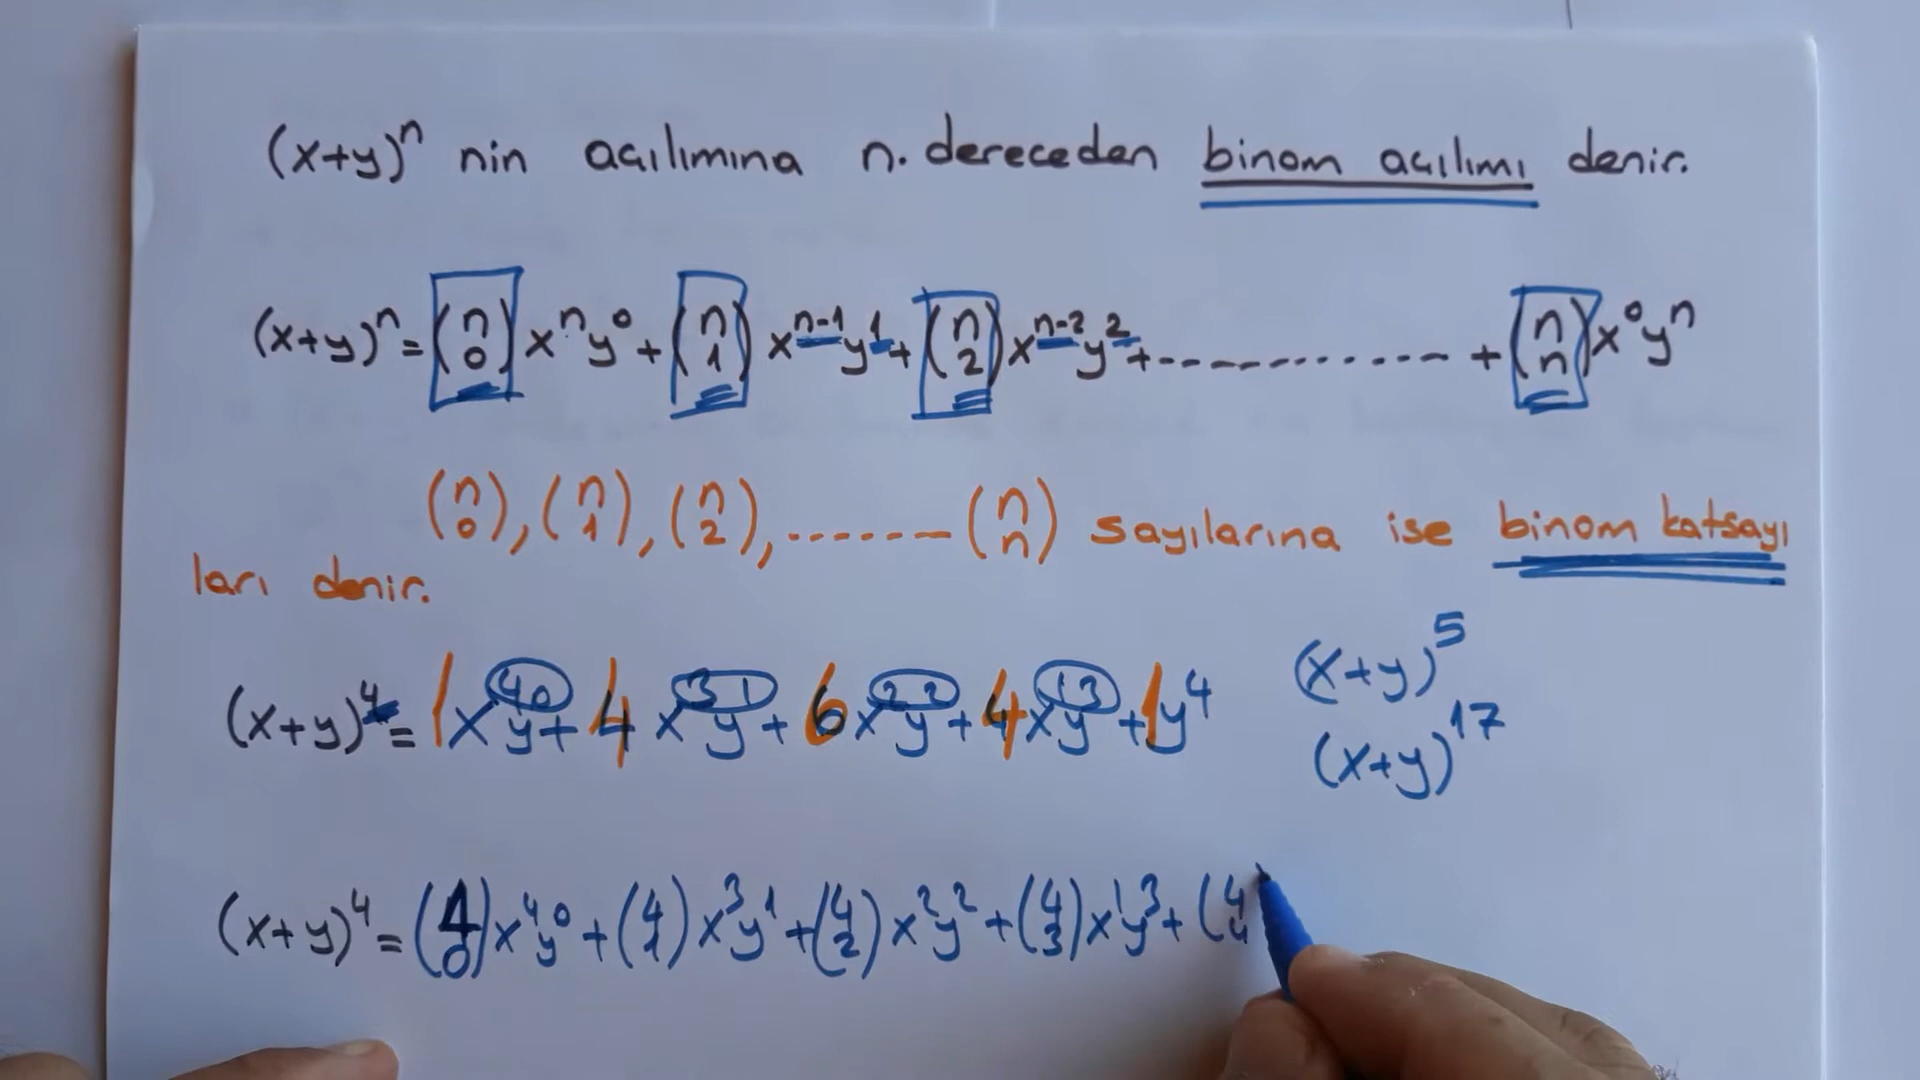 (x+y)ⁿ nin açılımına n. dereceden binom açılımı denir.
(x+y)ⁿ = (n 0) xⁿy⁰ + (n 1) xⁿ⁻¹y¹ + (n 2) xⁿ⁻²y² + ............ + (n n) x⁰yⁿ
(n 0), (n 1), (n 2), ....... (n n) sayılarına ise binom katsayı
ları denir.
(x+y)⁴ = 1x⁴y⁰ + 4x³y¹ + 6x²y² + 4x¹y³ + 1y⁴
(x+y)⁵
(x+y)¹⁷
(x+y)⁴ = (4 0) x⁴y⁰ + (4 1) x³y¹ + (4 2) x²y² + (4 3) x¹y³ + (4 4